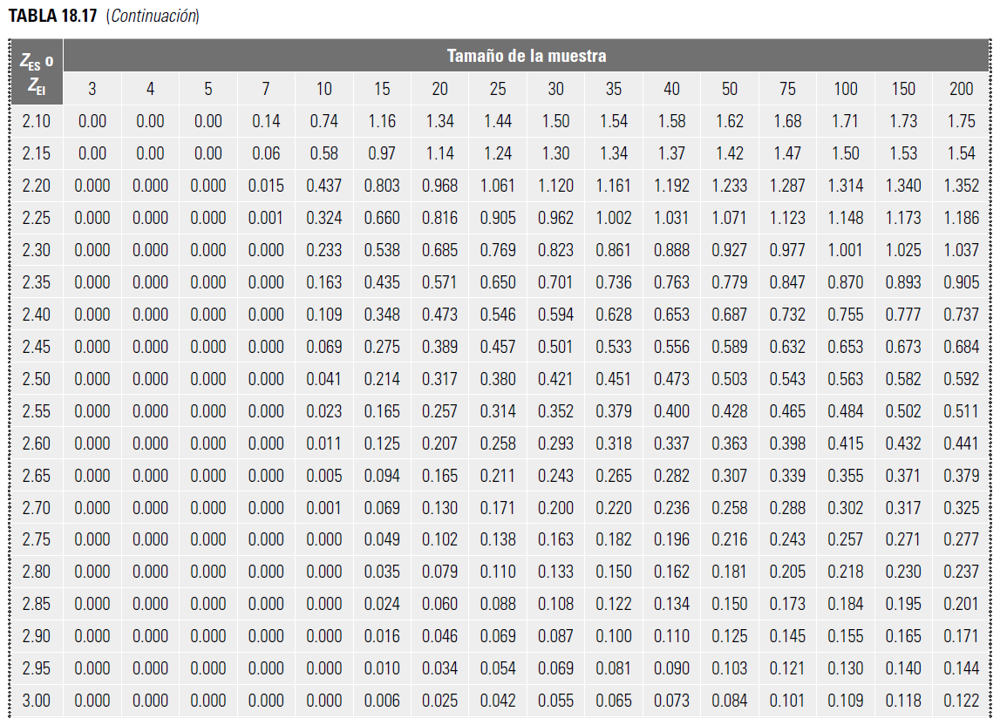 TABLA 18.17 (Continuación)
Z_ES o Z_EI Tamaño de la muestra
3 4 5 7 10 15 20 25 30 35 40 50 75 100 150 200
2.10 0.00 0.00 0.00 0.14 0.74 1.16 1.34 1.44 1.50 1.54 1.58 1.62 1.68 1.71 1.73 1.75
2.15 0.00 0.00 0.00 0.06 0.58 0.97 1.14 1.24 1.30 1.34 1.37 1.42 1.47 1.50 1.53 1.54
2.20 0.000 0.000 0.000 0.015 0.437 0.803 0.968 1.061 1.120 1.161 1.192 1.233 1.287 1.314 1.340 1.352
2.25 0.000 0.000 0.000 0.001 0.324 0.660 0.816 0.905 0.962 1.002 1.031 1.071 1.123 1.148 1.173 1.186
2.30 0.000 0.000 0.000 0.000 0.233 0.538 0.685 0.769 0.823 0.861 0.888 0.927 0.977 1.001 1.025 1.037
2.35 0.000 0.000 0.000 0.000 0.163 0.435 0.571 0.650 0.701 0.736 0.763 0.779 0.847 0.870 0.893 0.905
2.40 0.000 0.000 0.000 0.000 0.109 0.348 0.473 0.546 0.594 0.628 0.653 0.687 0.732 0.755 0.777 0.737
2.45 0.000 0.000 0.000 0.000 0.069 0.275 0.389 0.457 0.501 0.533 0.556 0.589 0.632 0.653 0.673 0.684
2.50 0.000 0.000 0.000 0.000 0.041 0.214 0.317 0.380 0.421 0.451 0.473 0.503 0.543 0.563 0.582 0.592
2.55 0.000 0.000 0.000 0.000 0.023 0.165 0.257 0.314 0.352 0.379 0.400 0.428 0.465 0.484 0.502 0.511
2.60 0.000 0.000 0.000 0.000 0.011 0.125 0.207 0.258 0.293 0.318 0.337 0.363 0.398 0.415 0.432 0.441
2.65 0.000 0.000 0.000 0.000 0.005 0.094 0.165 0.211 0.243 0.265 0.282 0.307 0.339 0.355 0.371 0.379
2.70 0.000 0.000 0.000 0.000 0.001 0.069 0.130 0.171 0.200 0.220 0.236 0.258 0.288 0.302 0.317 0.325
2.75 0.000 0.000 0.000 0.000 0.000 0.049 0.102 0.138 0.163 0.182 0.196 0.216 0.243 0.257 0.271 0.277
2.80 0.000 0.000 0.000 0.000 0.000 0.035 0.079 0.110 0.133 0.150 0.162 0.181 0.205 0.218 0.230 0.237
2.85 0.000 0.000 0.000 0.000 0.000 0.024 0.060 0.088 0.108 0.122 0.134 0.150 0.173 0.184 0.195 0.201
2.90 0.000 0.000 0.000 0.000 0.000 0.016 0.046 0.069 0.087 0.100 0.110 0.125 0.145 0.155 0.165 0.171
2.95 0.000 0.000 0.000 0.000 0.000 0.010 0.034 0.054 0.069 0.081 0.090 0.103 0.121 0.130 0.140 0.144
3.00 0.000 0.000 0.000 0.000 0.000 0.006 0.025 0.042 0.055 0.065 0.073 0.084 0.101 0.109 0.118 0.122